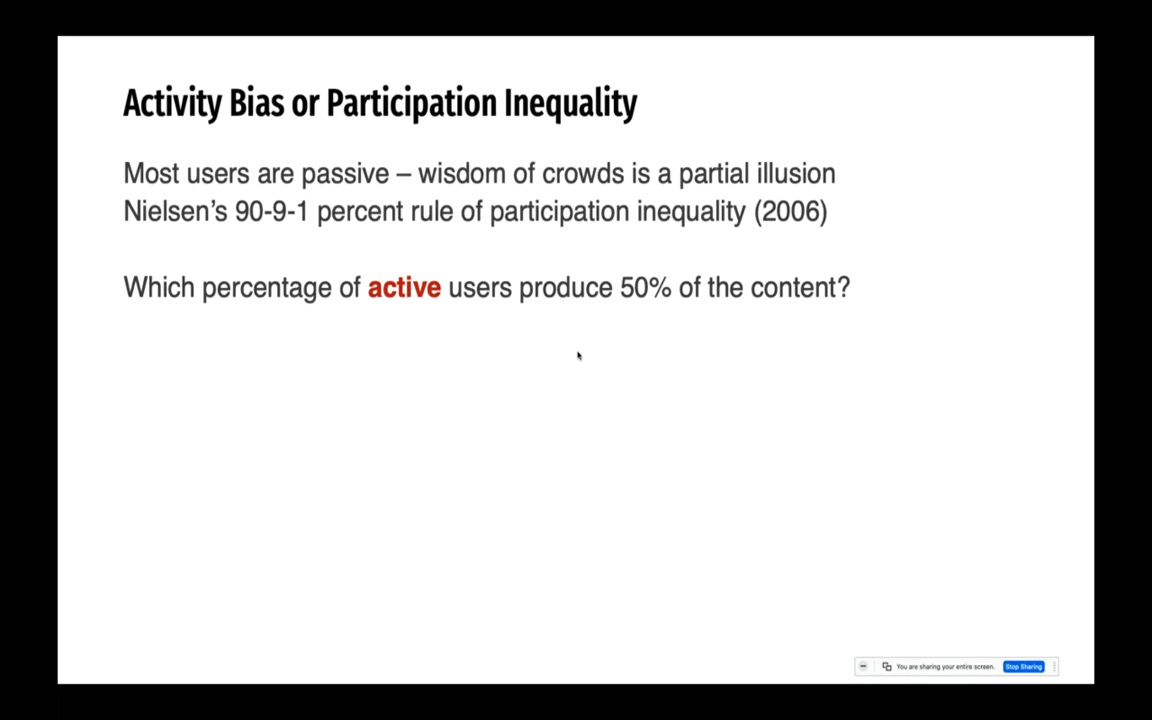 Activity Bias or Participation Inequality
Most users are passive – wisdom of crowds is a partial illusion
Nielsen’s 90-9-1 percent rule of participation inequality (2006)
Which percentage of active users produce 50% of the content?
You are sharing your entire screen. Stop Sharing